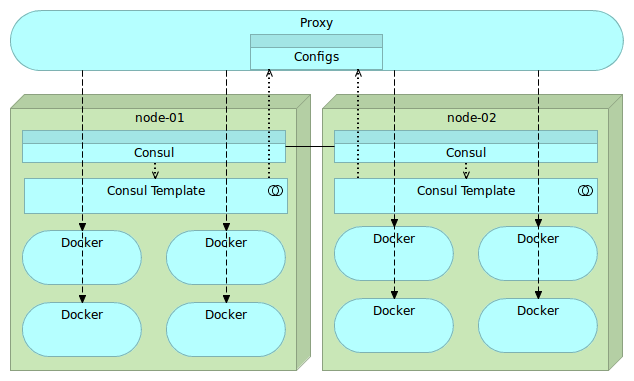 Proxy
Configs
node-01
Consul
Consul Template
Docker
Docker
Docker
Docker
node-02
Consul
Consul Template
Docker
Docker
Docker
Docker